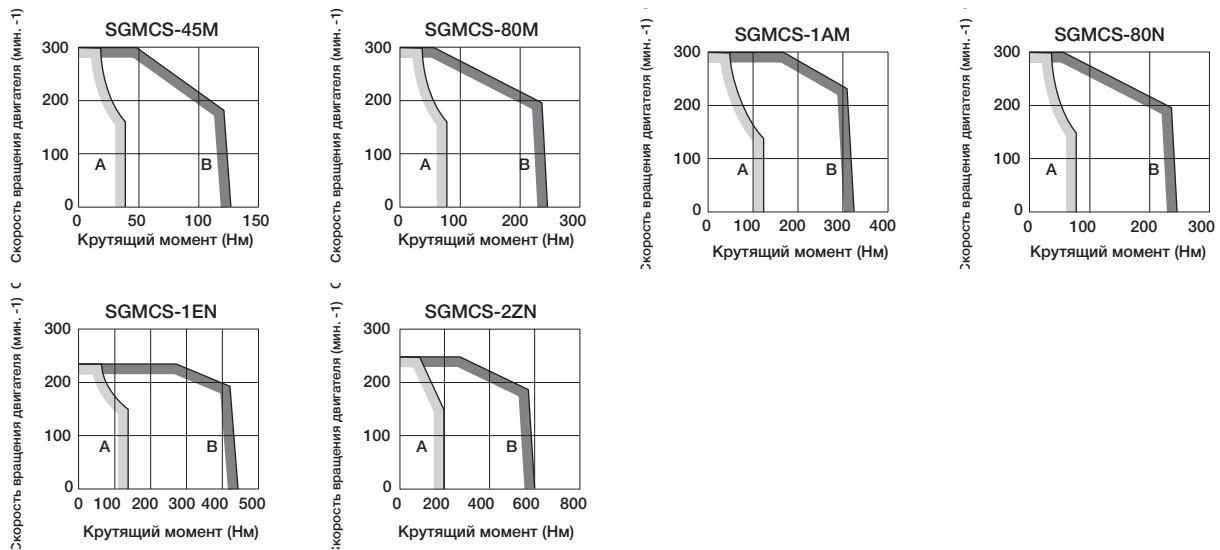 SGMCS-45M
Скорость вращения двигателя (мин. -1)
300
200
100
0
A
B
0 50 100 150
Крутящий момент (Нм)
SGMCS-80M
Скорость вращения двигателя (мин. -1)
300
200
100
0
A
B
0 100 200 300
Крутящий момент (Нм)
SGMCS-1AM
Скорость вращения двигателя (мин. -1)
300
200
100
0
A
B
0 100 200 300 400
Крутящий момент (Нм)
SGMCS-80N
Скорость вращения двигателя (мин. -1)
300
200
100
0
A
B
0 100 200 300
Крутящий момент (Нм)
SGMCS-1EN
Скорость вращения двигателя (мин. -1)
300
200
100
0
A
B
0 100 200 300 400 500
Крутящий момент (Нм)
SGMCS-2ZN
Скорость вращения двигателя (мин. -1)
300
200
100
0
A
B
0 200 400 600 800
Крутящий момент (Нм)